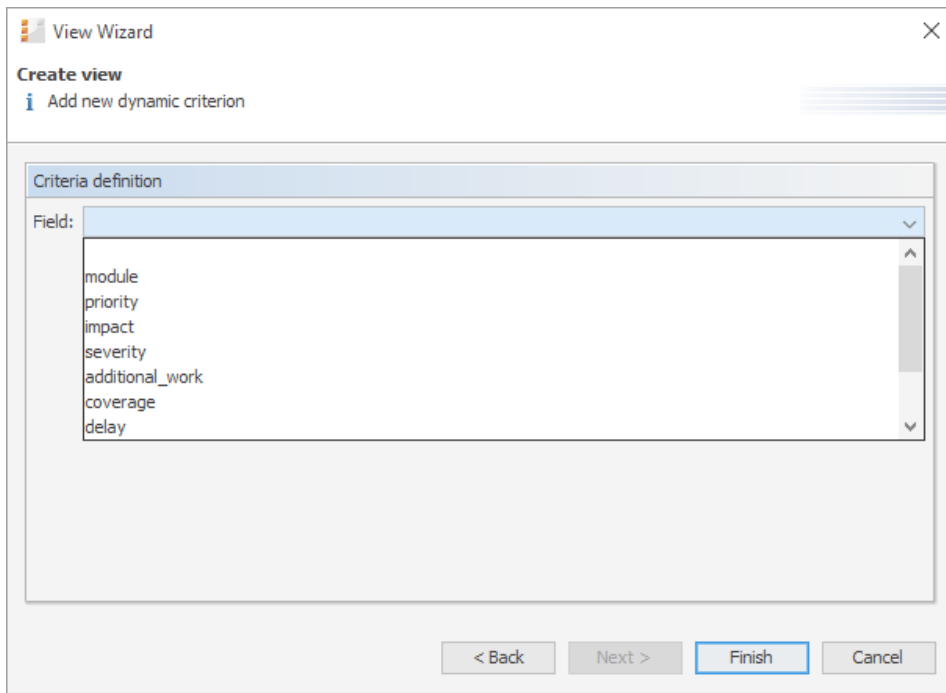 View Wizard
Create view
Add new dynamic criterion
Criteria definition
Field:
module
priority
impact
severity
additional_work
coverage
delay
< Back Next > Finish Cancel